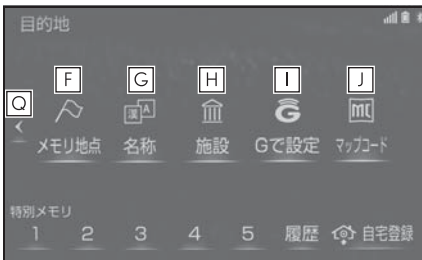 目的地
F G H I J
Q
漢 A G MC
メモリ地点 名称 施設 Gで設定 マップコード
特別メモリ
1 2 3 4 5 履歴 自宅登録